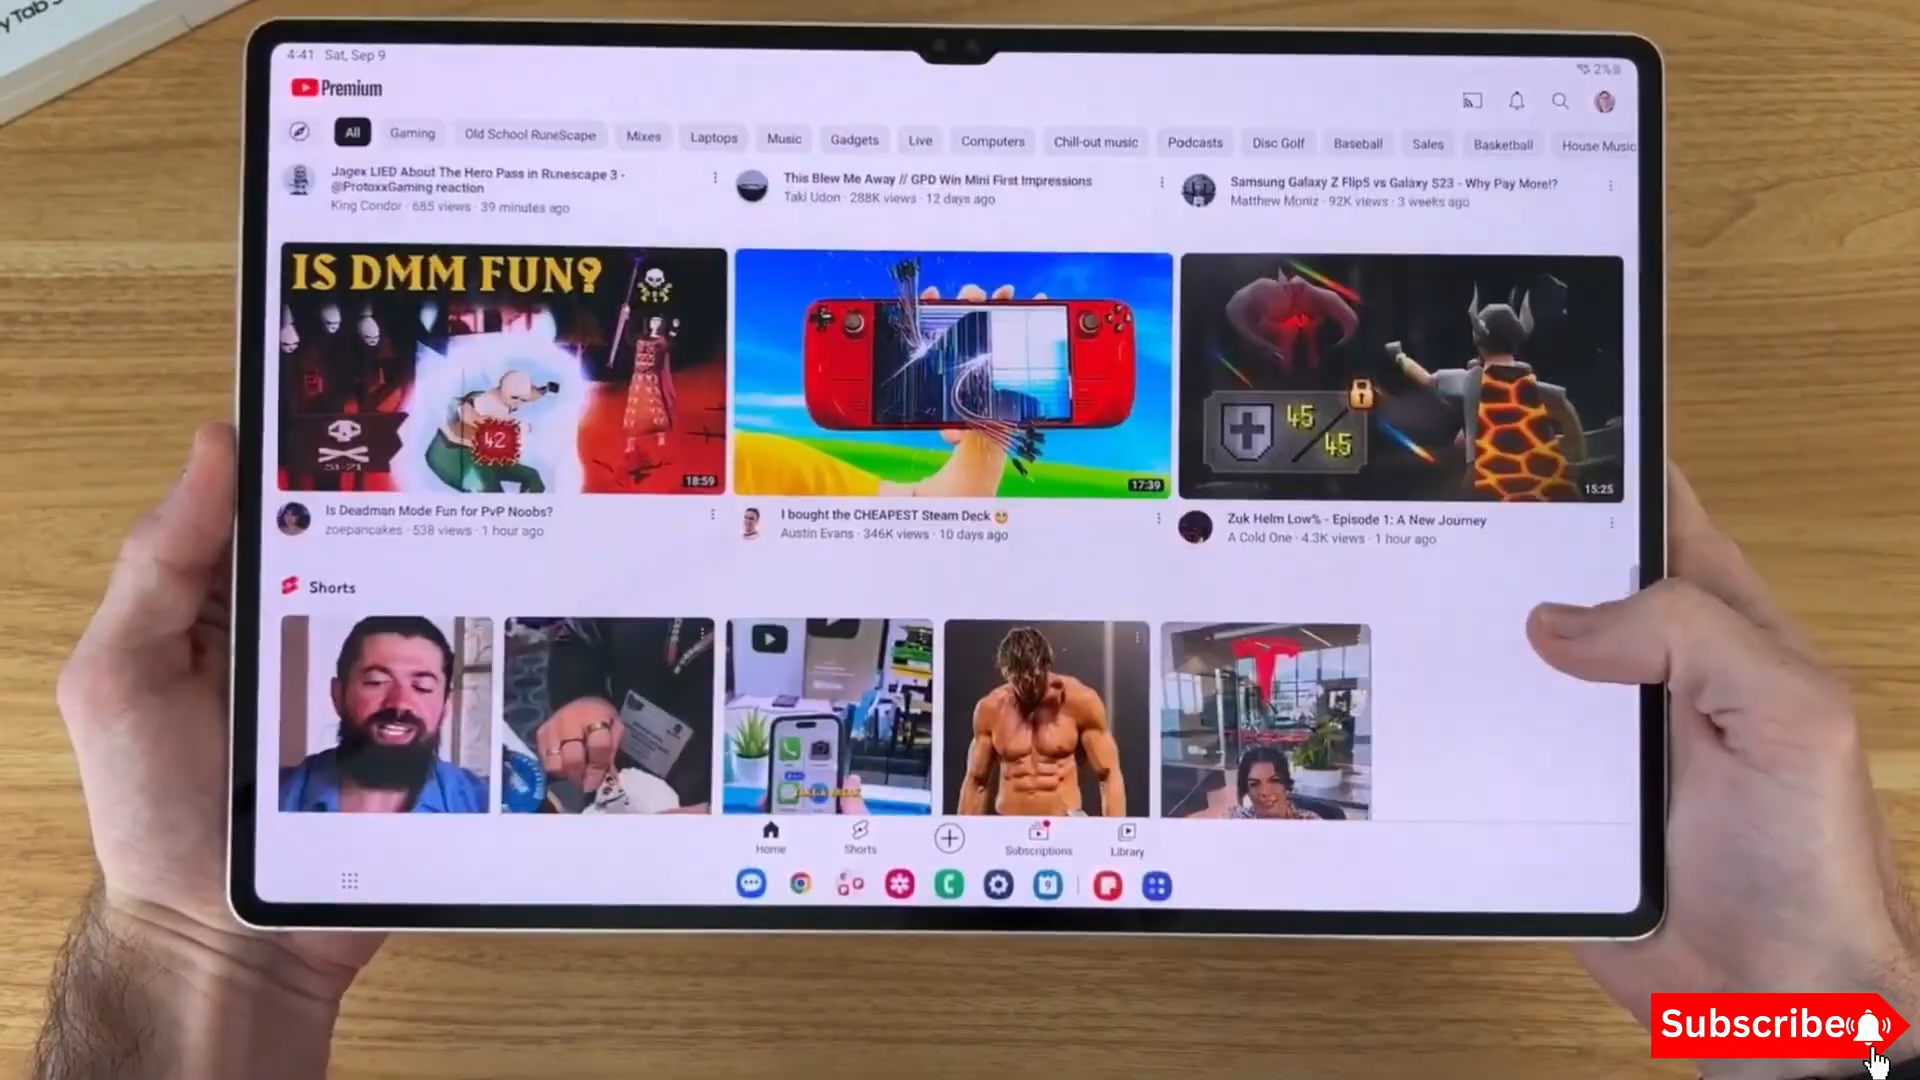 y Tab S
4:41 Sat, Sep 9
2%
Premium
All Gaming Old School RuneScape Mixes Laptops Music Gadgets Live Computers Chill-out music Podcasts Disc Golf Baseball Sales Basketball House Music
Jagex LIED About The Hero Pass in Runescape 3 -
@ProtoxxGaming reaction
King Condor · 685 views · 39 minutes ago
This Blew Me Away // GPD Win Mini First Impressions
Taki Udon · 288K views · 12 days ago
Samsung Galaxy Z Flip5 vs Galaxy S23 - Why Pay More!?
Matthew Moniz · 92K views · 3 weeks ago
IS DMM FUN?
42
51-71
18:59
17:39
45
45
15:25
Is Deadman Mode Fun for PvP Noobs?
zoepancakes · 538 views · 1 hour ago
I bought the CHEAPEST Steam Deck 😁
Austin Evans · 346K views · 10 days ago
Zuk Helm Low% - Episode 1: A New Journey
A Cold One · 4.3K views · 1 hour ago
Shorts
TAKE A BREAK
Home Shorts Subscriptions Library
9
Subscribe